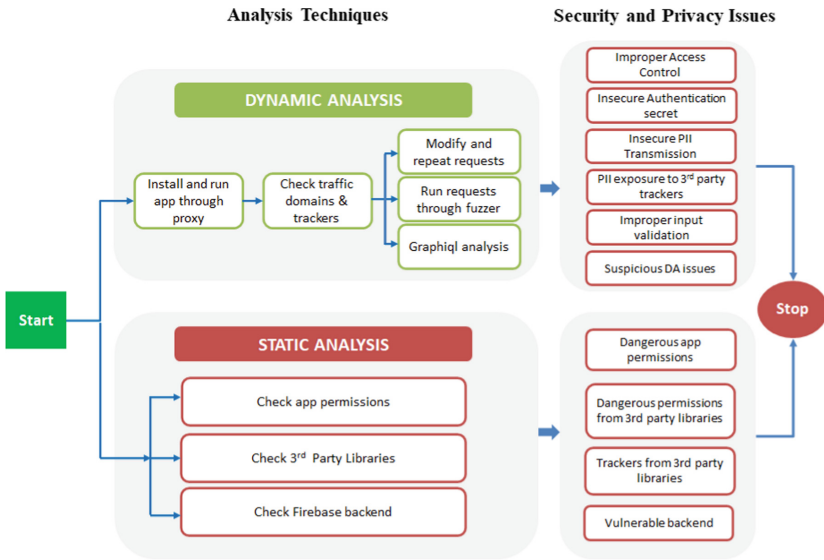 Analysis Techniques
Security and Privacy Issues
DYNAMIC ANALYSIS
Install and run
app through
proxy
Check traffic
domains &
trackers
Modify and
repeat requests
Run requests
through fuzzer
Graphiql analysis
Improper Access
Control
Insecure Authentication
secret
Insecure PII
Transmission
PII exposure to 3rd party
trackers
Improper input
validation
Suspicious DA issues
Start
Stop
STATIC ANALYSIS
Check app permissions
Check 3rd Party Libraries
Check Firebase backend
Dangerous app
permissions
Dangerous permissions
from 3rd party libraries
Trackers from 3rd party
libraries
Vulnerable backend